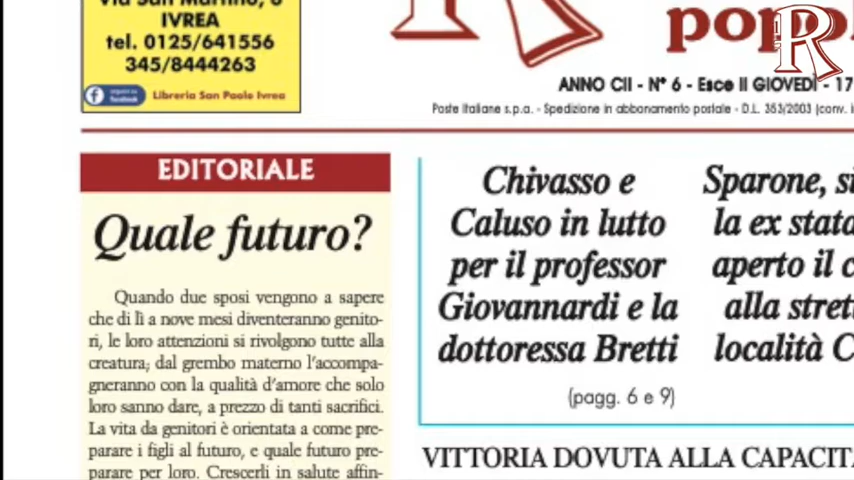 Via San Martino, 6
IVREA
tel. 0125/641556
345/8444263
Libreria San Paolo Ivrea
R
popo
R
ANNO CII - N° 6 - Esce il GIOVEDÌ - 17
Poste Italiane s.p.a. - Spedizione in abbonamento postale - D.L. 353/2003 (conv. i
EDITORIALE
Quale futuro?
Quando due sposi vengono a sapere
che di lì a nove mesi diventeranno genito-
ri, le loro attenzioni si rivolgono tutte alla
creatura; dal grembo materno l'accompa-
gneranno con la qualità d'amore che solo
loro sanno dare, a prezzo di tanti sacrifici.
La vita da genitori è orientata a come pre-
parare i figli al futuro, e quale futuro pre-
parare per loro. Crescerli in salute affin-
Chivasso e
Caluso in lutto
per il professor
Giovannardi e la
dottoressa Bretti
(pagg. 6 e 9)
Sparone, si
la ex stata
aperto il c
alla stret
località C
VITTORIA DOVUTA ALLA CAPACITÀ